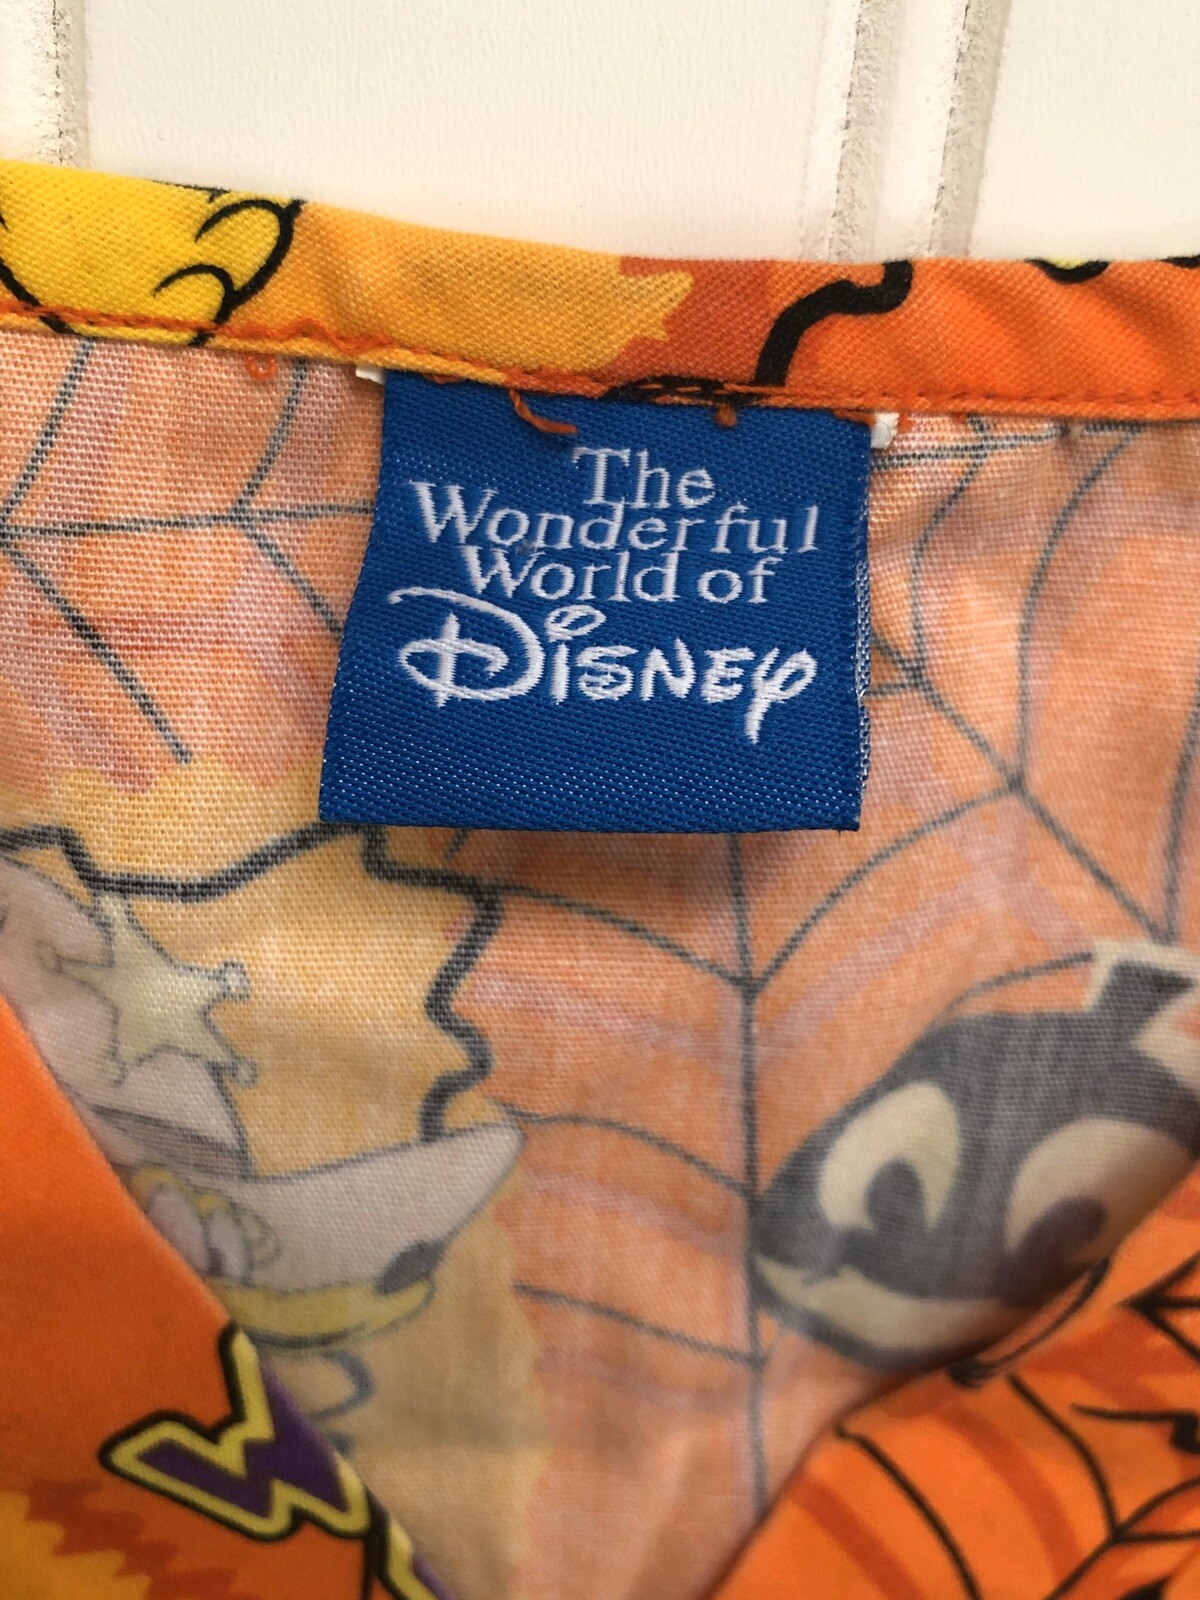 The
Wonderful
World of
Disney
W